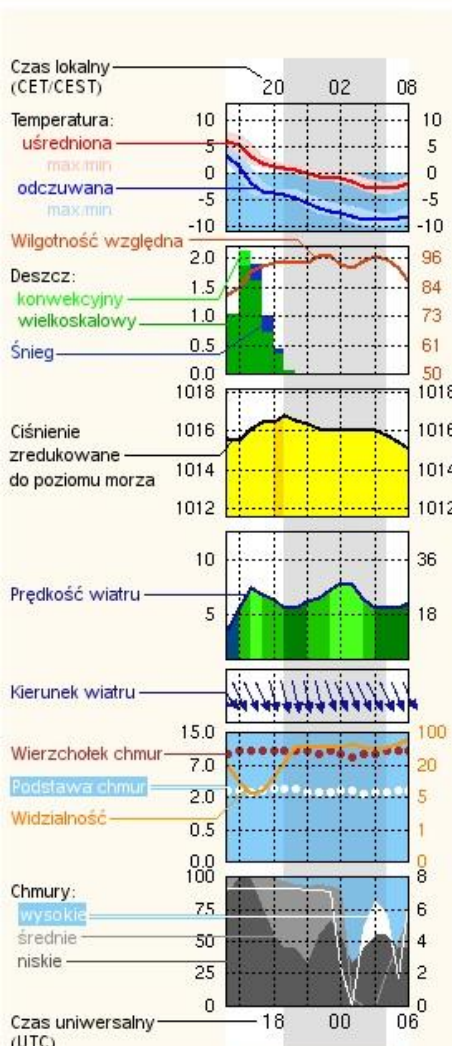 Czas lokalny
(CET/CEST) 20 02 08
Temperatura: 10 10
uśredniona 5 5
max/min 0 0
odczuwana -5 -5
max/min -10 -10
Wilgotność względna 2.0 96
Deszcz: 1.5 84
konwekcyjny
wielkoskalowy 1.0 73
Śnieg 0.5 61
0.0 50
1018 1018
Ciśnienie 1016 1016
zredukowane
do poziomu morza 1014 1014
1012 1012
10 36
Prędkość wiatru 5 18
Kierunek wiatru
15.0 100
Wierzchołek chmur 7.0 20
Podstawa chmur 2.0 5
Widzialność 0.5 1
0.0 0
Chmury: 100 8
wysokie 75 6
średnie 50 4
niskie 25 2
0 0
Czas uniwersalny 18 00 06
(UTC)